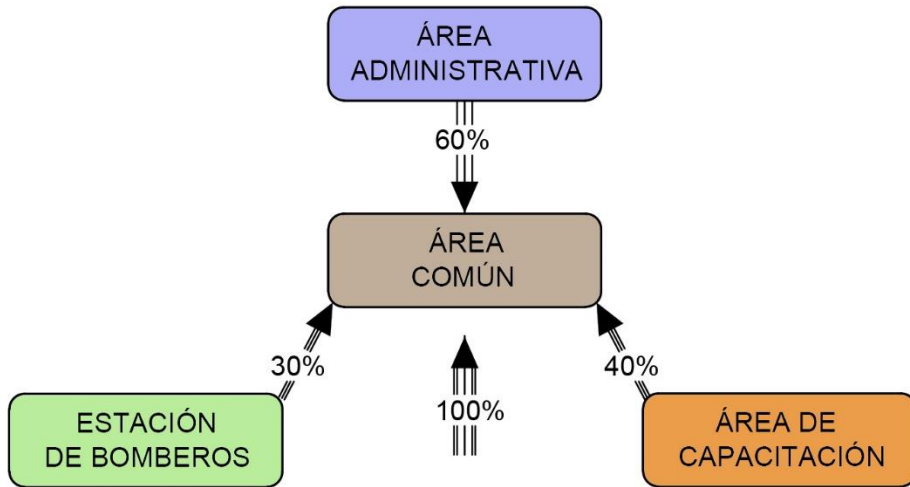 ÁREA
ADMINISTRATIVA
60%
ÁREA
COMÚN
30%
40%
100%
ESTACIÓN
DE BOMBEROS
ÁREA DE
CAPACITACIÓN